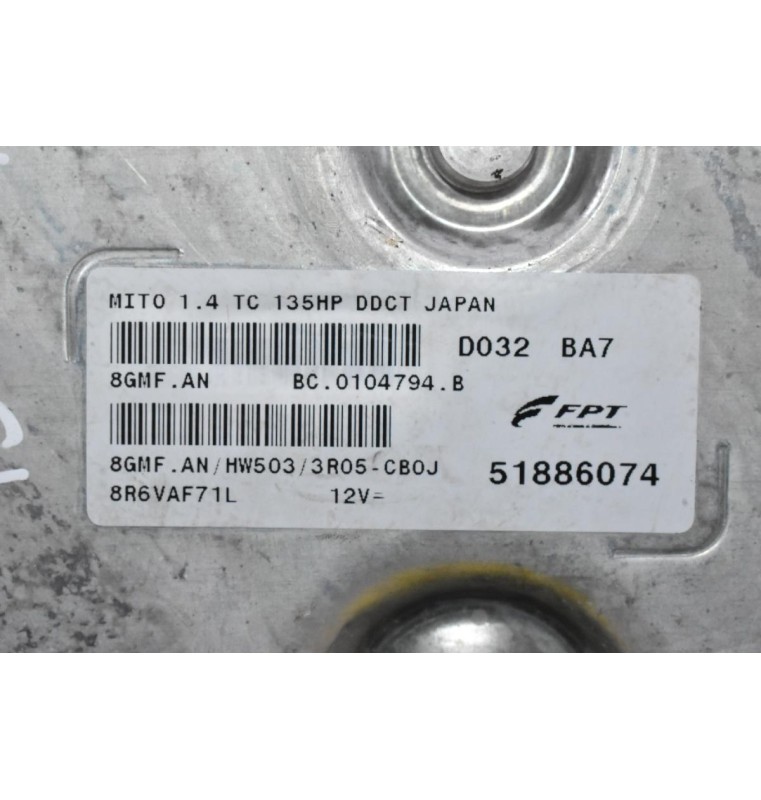 MITO 1.4 TC 135HP DDCT JAPAN
D032 BA7
8GMF.AN BC.0104794.B
FPT
8GMF.AN/HW503/3R05-CB0J
51886074
8R6VAF71L 12V=